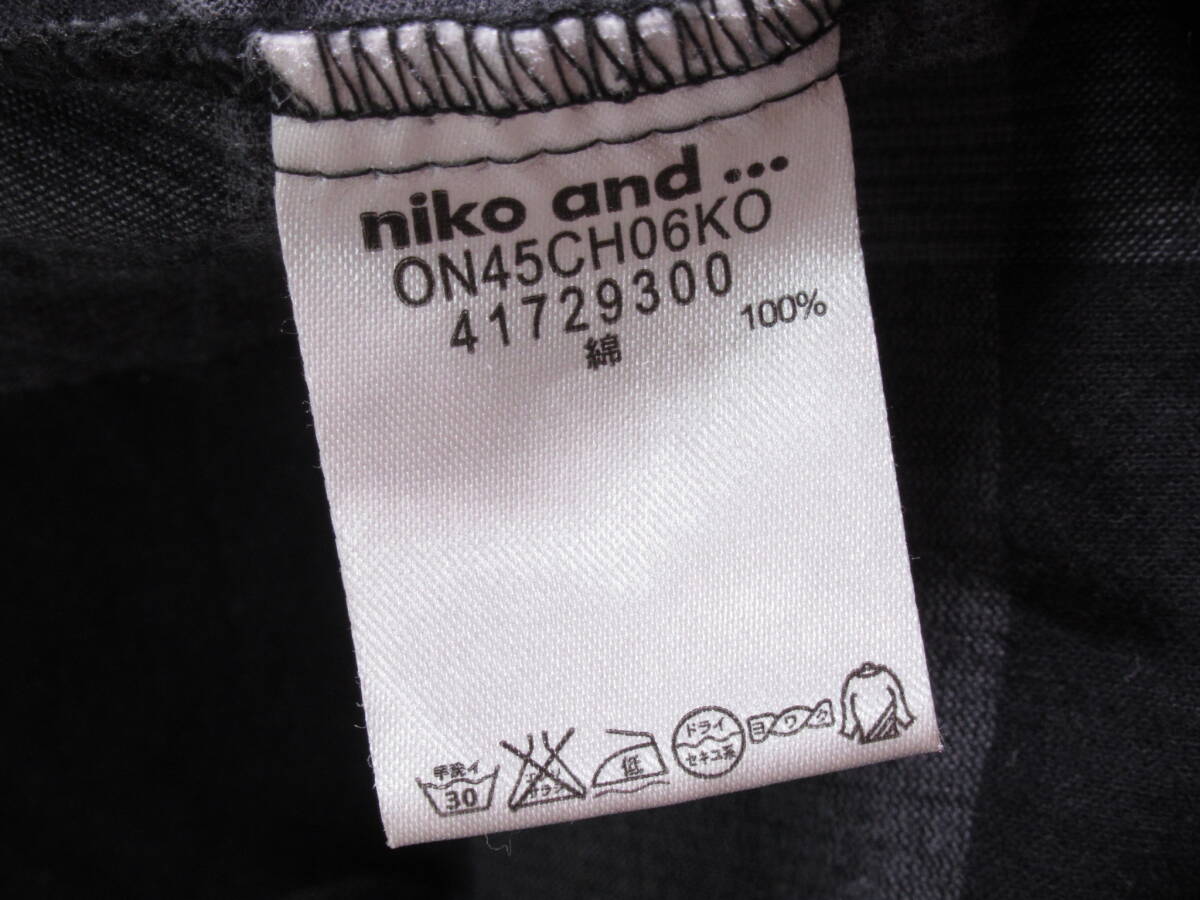 niko and ...
ON45CH06KO
41729300
綿 100%
手洗イ 30
低
ドライ セキユ系
ヨワク